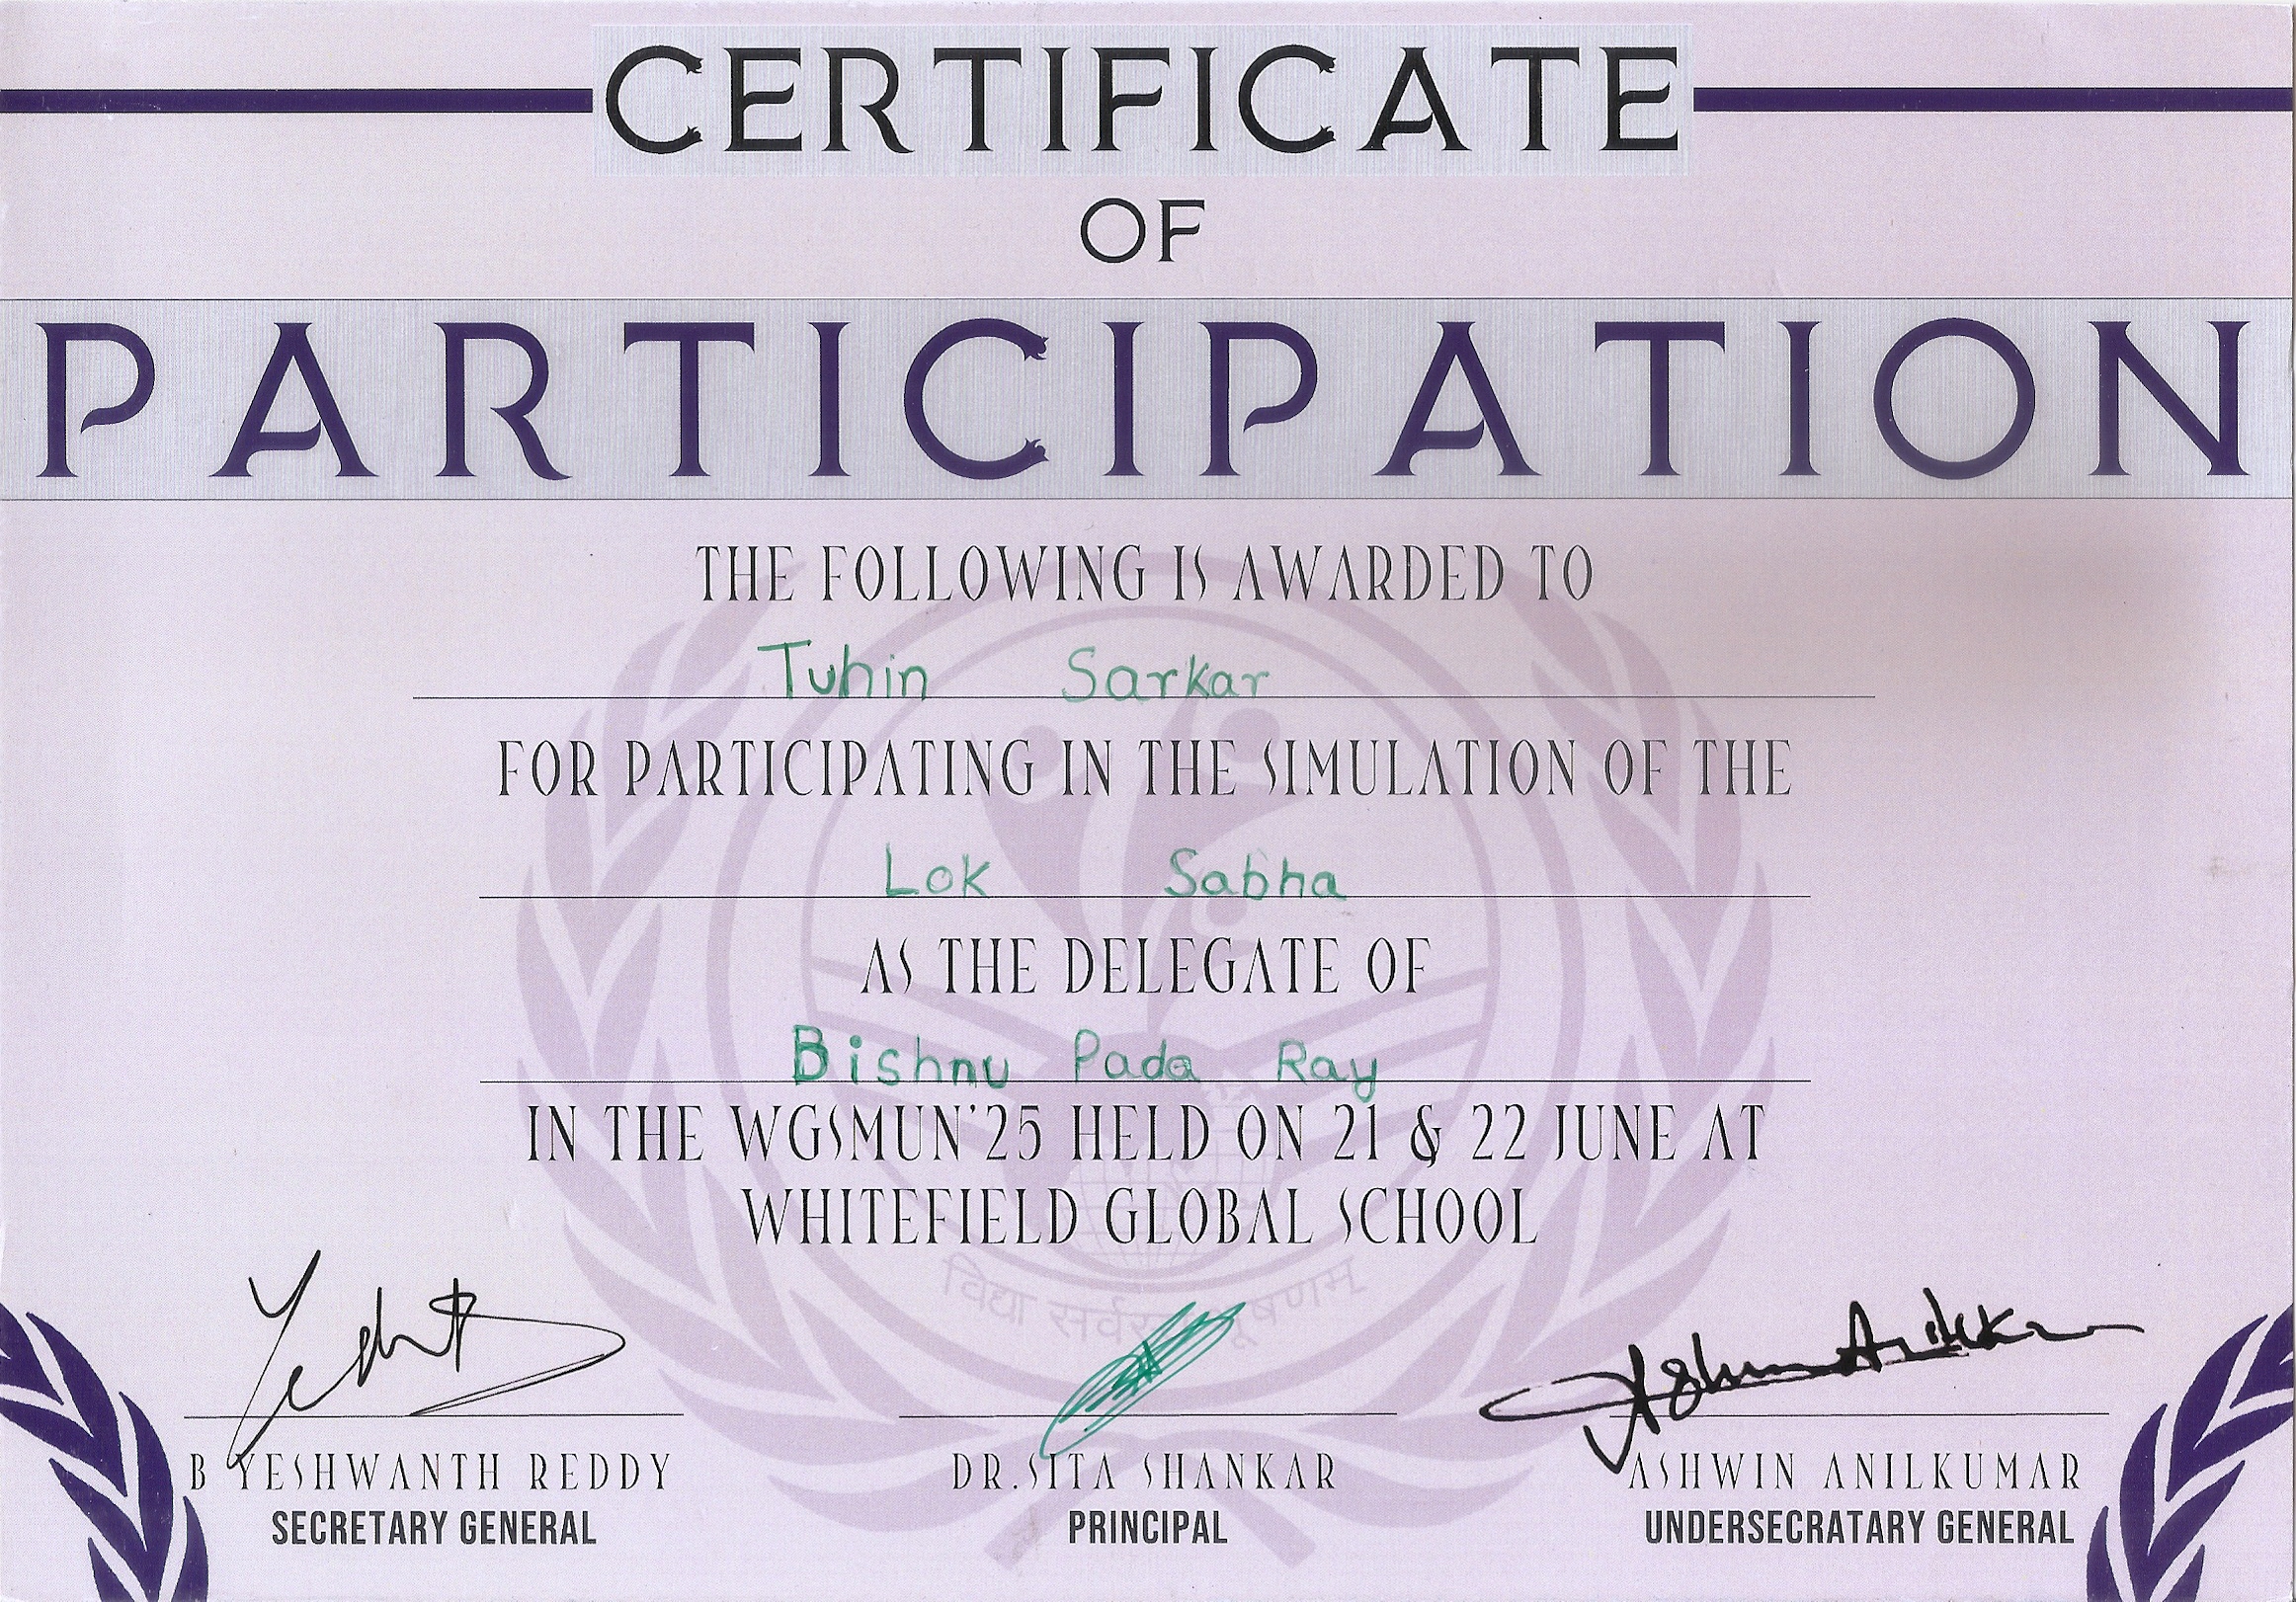 CERTIFICATE
OF
PARTICIPATION
THE FOLLOWING IS AWARDED TO
Tuhin Sarkar
FOR PARTICIPATING IN THE SIMULATION OF THE
Lok Sabha
AS THE DELEGATE OF
Bishnu Pada Ray
IN THE WGSMUN'25 HELD ON 21 & 22 JUNE AT
WHITEFIELD GLOBAL SCHOOL
विद्या सर्वस्य भूषणम्
B YESHWANTH REDDY
SECRETARY GENERAL
DR.SITA SHANKAR
PRINCIPAL
Ashwin Anilkumar
ASHWIN ANILKUMAR
UNDERSECRATARY GENERAL